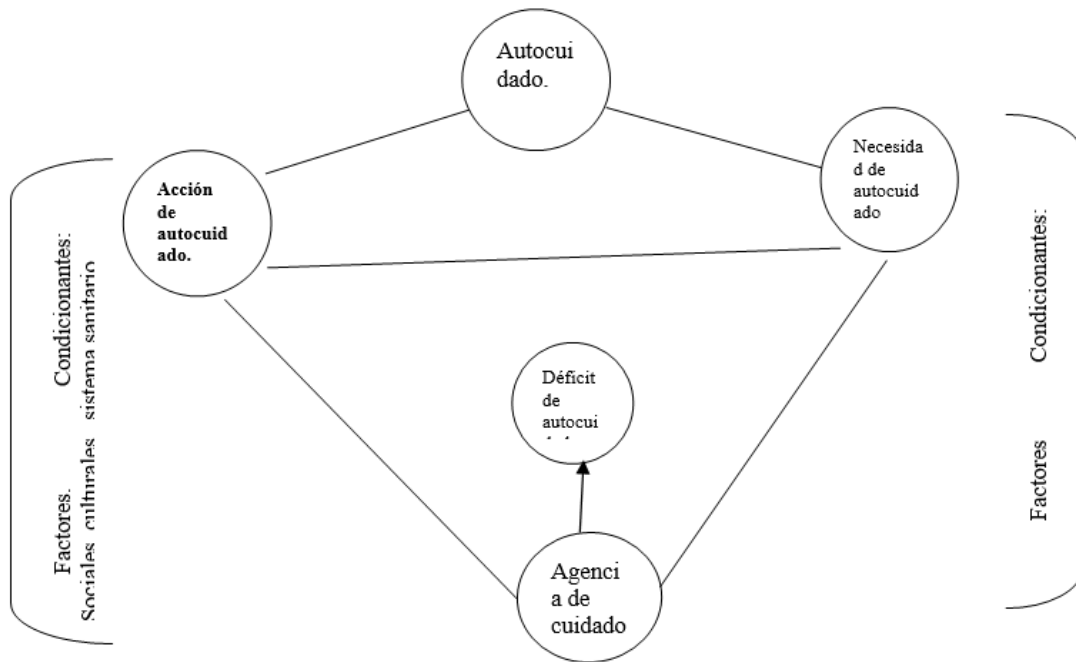 Autocui
dado.
Necesida
d de
autocuid
ado
Acción
de
autocuid
ado.
Condicionantes:
Factores.
Sociales culturales sistema sanitario
Condicionantes:
Factores
Déficit
de
autocui
Agenci
a de
cuidado